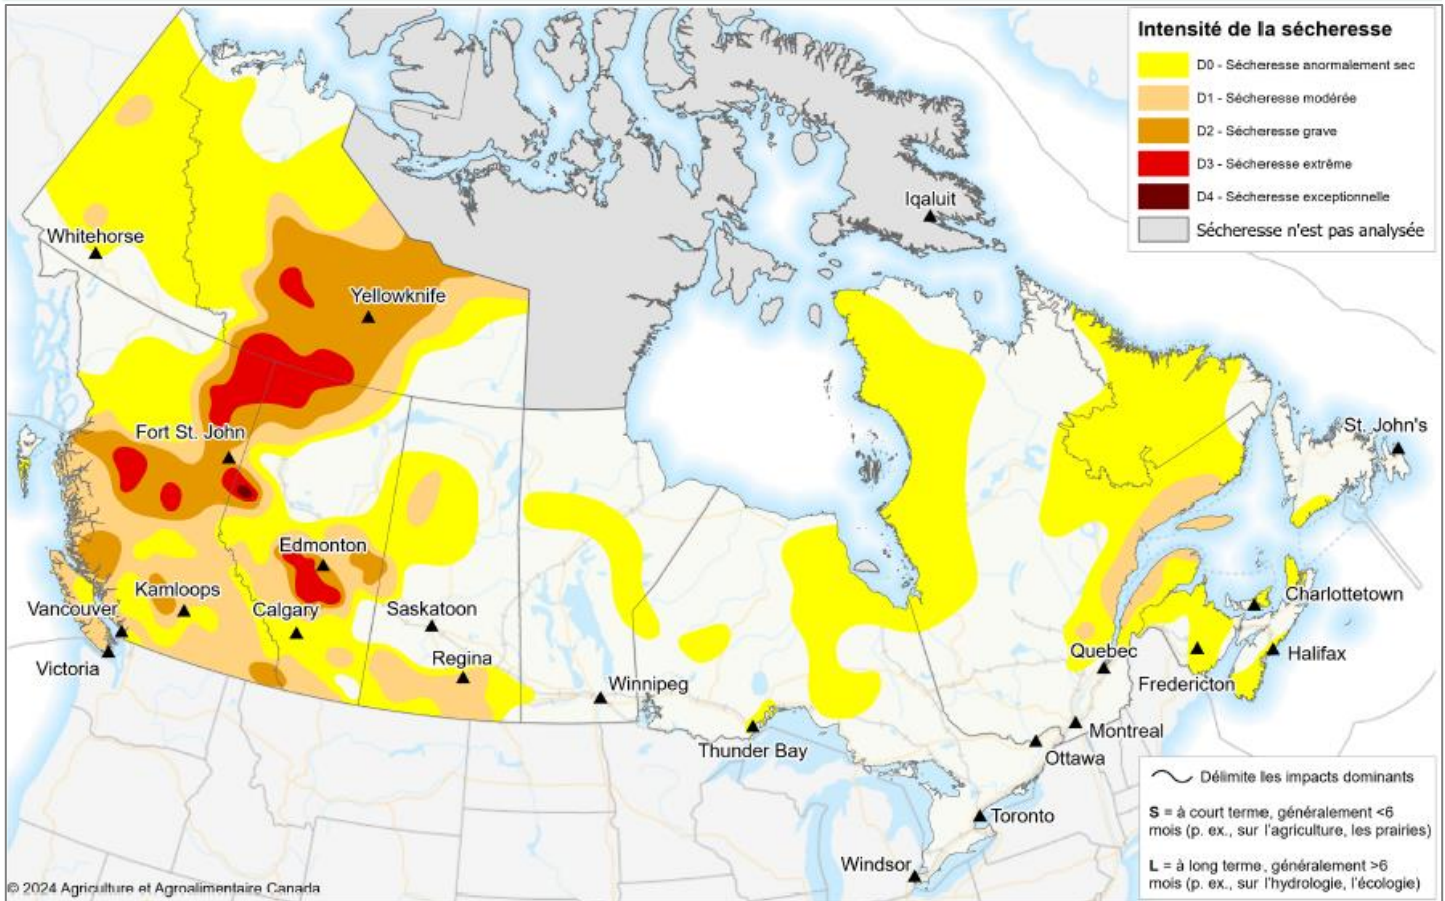 Intensité de la sécheresse
D0 - Sécheresse anormalement sec
D1 - Sécheresse modérée
D2 - Sécheresse grave
D3 - Sécheresse extrême
D4 - Sécheresse exceptionnelle
Sécheresse n'est pas analysée
Iqaluit
Whitehorse
Yellowknife
Fort St. John
St. John's
Edmonton
Kamloops
Vancouver
Calgary
Saskatoon
Charlottetown
Victoria
Regina
Quebec
Halifax
Winnipeg
Fredericton
Thunder Bay
Montreal
Ottawa
Toronto
Windsor
Délimite les impacts dominants
S = à court terme, généralement <6
mois (p. ex., sur l'agriculture, les prairies)
L = à long terme, généralement >6
mois (p. ex., sur l'hydrologie, l'écologie)
© 2024 Agriculture et Agroalimentaire Canada